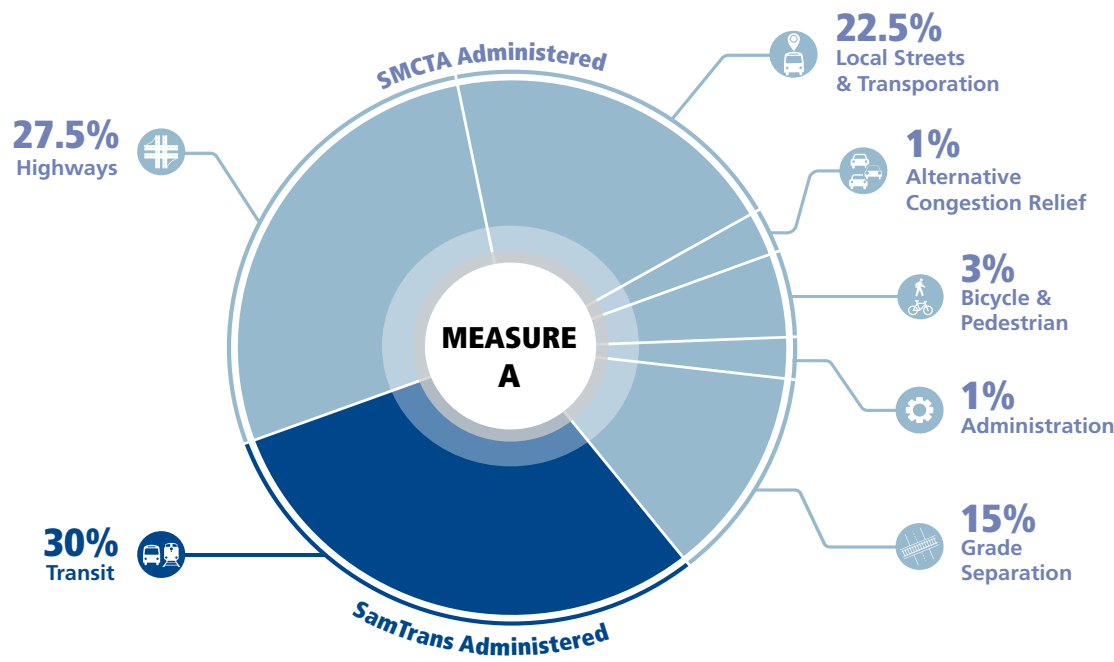 SMCTA Administered
22.5%
Local Streets
& Transporation
1%
Alternative
Congestion Relief
3%
Bicycle &
Pedestrian
1%
Administration
15%
Grade
Separation
27.5%
Highways
MEASURE
A
30%
Transit
SamTrans Administered